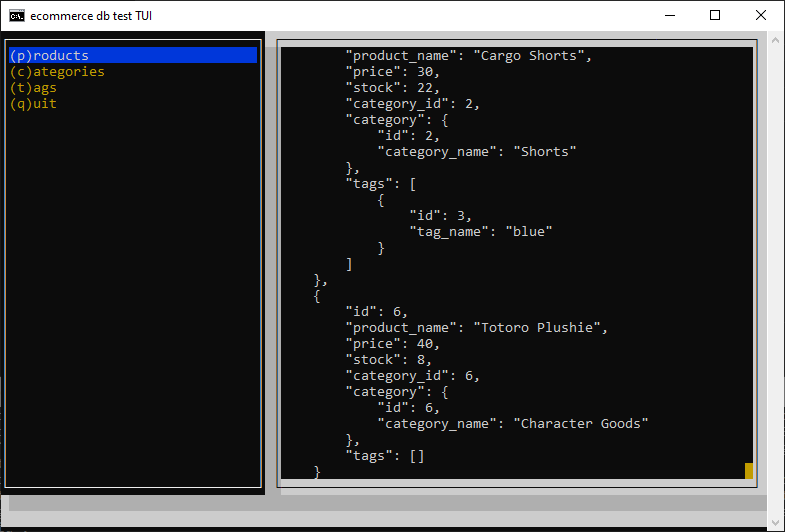 ecommerce db test TUI
(p)roducts
(c)ategories
(t)ags
(q)uit
"product_name": "Cargo Shorts",
"price": 30,
"stock": 22,
"category_id": 2,
"category": {
"id": 2,
"category_name": "Shorts"
},
"tags": [
{
"id": 3,
"tag_name": "blue"
}
]
},
{
"id": 6,
"product_name": "Totoro Plushie",
"price": 40,
"stock": 8,
"category_id": 6,
"category": {
"id": 6,
"category_name": "Character Goods"
},
"tags": []
}